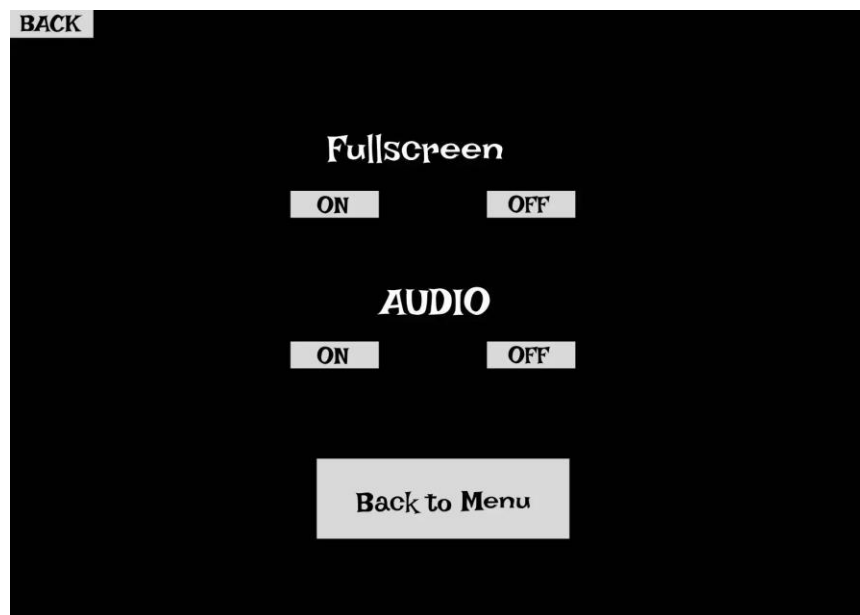 BACK
Fullscreen
ON OFF
AUDIO
ON OFF
Back to Menu